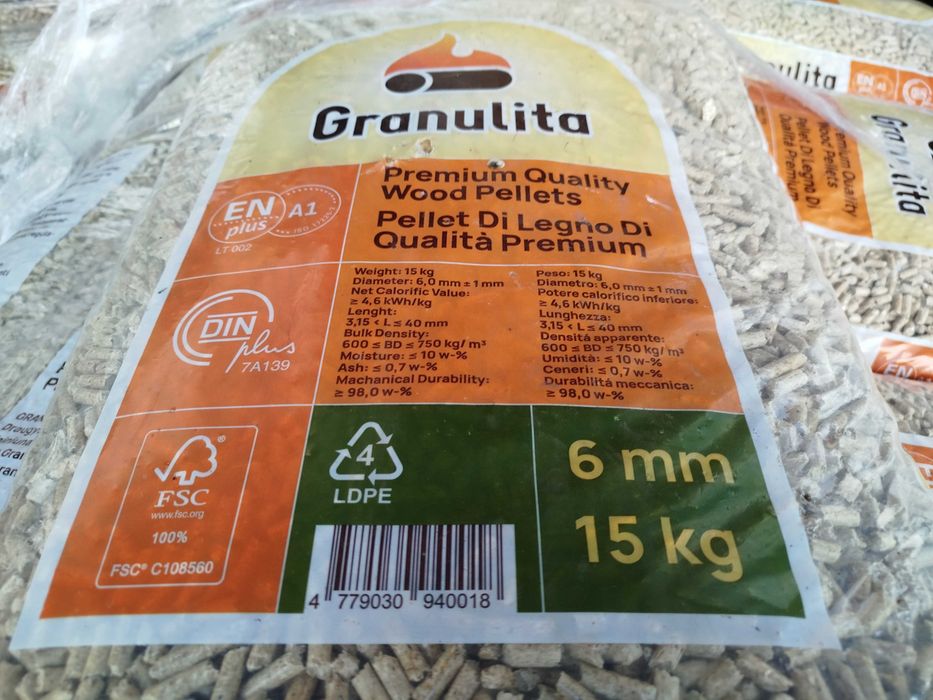 Granulita
Premium Quality
Wood Pellets
Pellet Di Legno Di
Qualità Premium
EN
plus
A1
LT 002
Weight: 15 kg
Diameter: 6,0 mm ± 1 mm
Net Calorific Value:
≥ 4,6 kWh/kg
Lenght:
3,15 < L ≤ 40 mm
Bulk Density:
600 ≤ BD ≤ 750 kg/ m³
Moisture: ≤ 10 w-%
Ash: ≤ 0,7 w-%
Machanical Durability:
≥ 98,0 w-%
Peso: 15 kg
Diametro: 6,0 mm ± 1 mm
Potere calorifico inferiore:
≥ 4,6 kWh/kg
Lunghezza:
3,15 < L ≤ 40 mm
Densitá apparente:
600 ≤ BD ≤ 750 kg/ m³
Umiditá: ≤ 10 w-%
Ceneri: ≤ 0,7 w-%
Durabilitá meccanica:
≥ 98,0 w-%
DIN
plus
7A139
FSC®
www.fsc.org
100%
FSC® C108560
4
LDPE
4 779030 940018
6 mm
15 kg
Premium Quality
Wood Pellets
Pellet Di Legno Di
Qualità Premium
EN